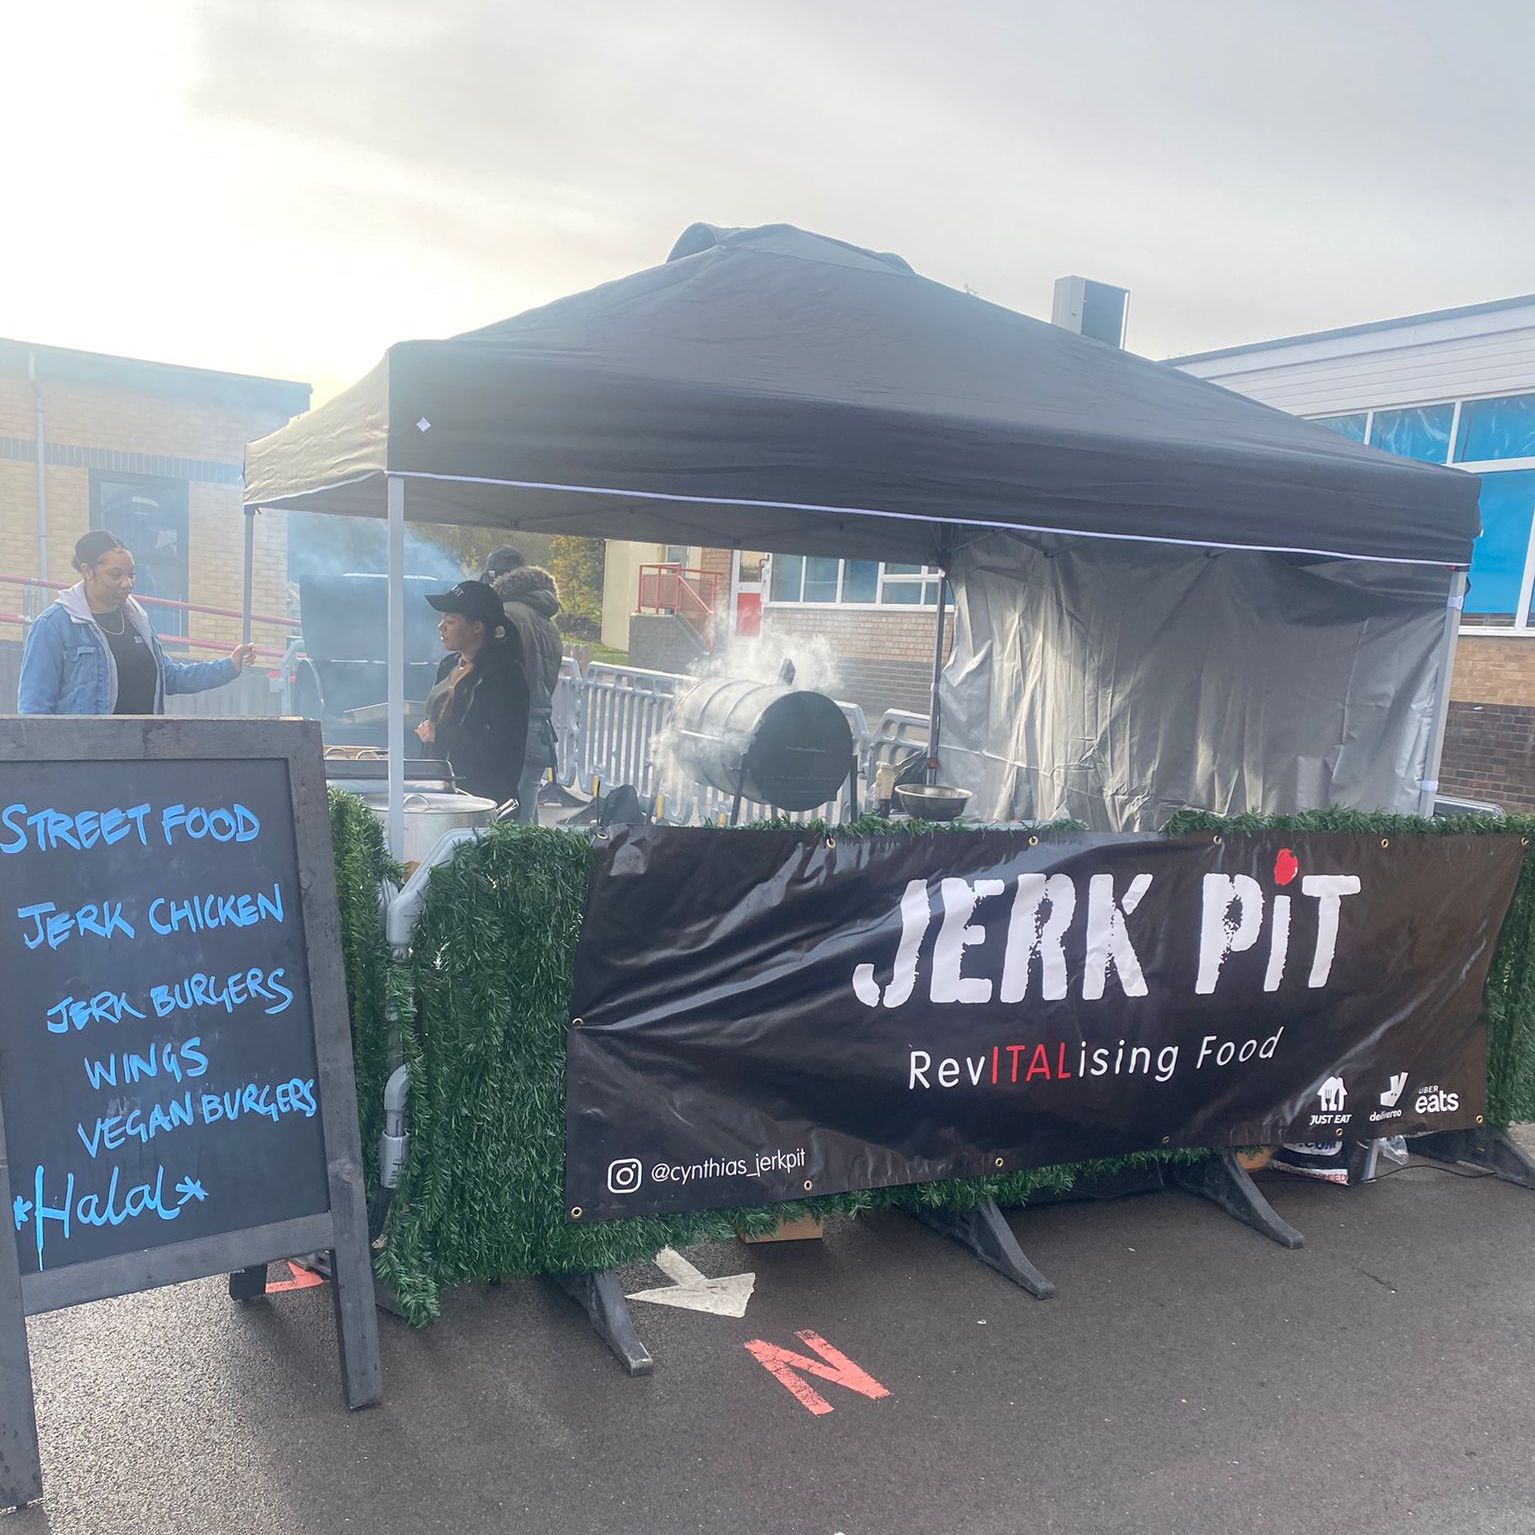 STREET FOOD
JERK CHICKEN
JERK BURGERS
WINGS
VEGAN BURGERS
*Halal*
JERK PiT
RevITALising Food
@cynthias_jerkpit
JUST EAT
deliveroo
UBER
eats
N